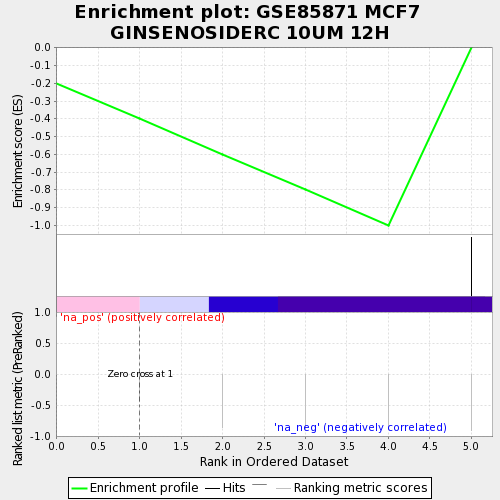 Enrichment plot: GSE85871 MCF7
GINSENOSIDERC 10UM 12H
Enrichment score (ES)
0.0
-0.1
-0.2
-0.3
-0.4
-0.5
-0.6
-0.7
-0.8
-0.9
-1.0
Ranked list metric (PreRanked)
1.0
0.5
0.0
-0.5
-1.0
'na_pos' (positively correlated)
Zero cross at 1
'na_neg' (negatively correlated)
0.0 0.5 1.0 1.5 2.0 2.5 3.0 3.5 4.0 4.5 5.0
Rank in Ordered Dataset
Enrichment profile Hits Ranking metric scores